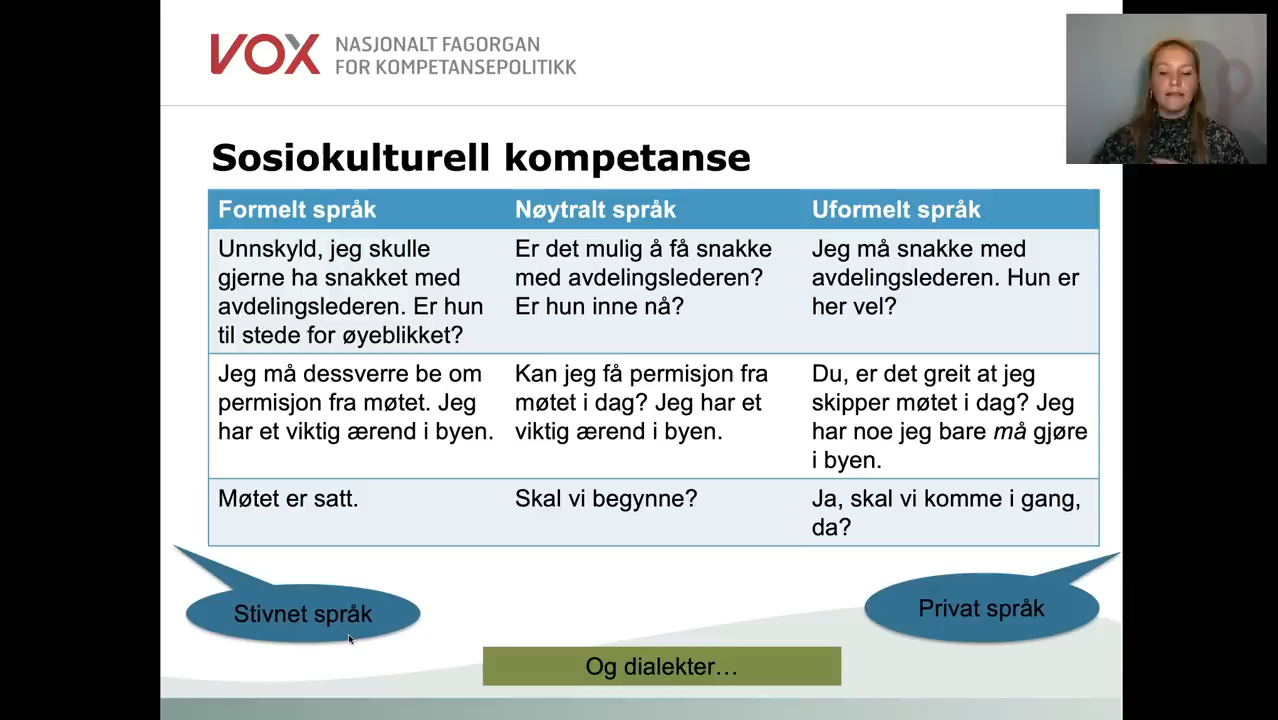 VOX
NASJONALT FAGORGAN
FOR KOMPETANSEPOLITIKK
Sosiokulturell kompetanse
Formelt språk
Nøytralt språk
Uformelt språk
Unnskyld, jeg skulle
gjerne ha snakket med
avdelingslederen. Er hun
til stede for øyeblikket?
Er det mulig å få snakke
med avdelingslederen?
Er hun inne nå?
Jeg må snakke med
avdelingslederen. Hun er
her vel?
Jeg må dessverre be om
permisjon fra møtet. Jeg
har et viktig ærend i byen.
Kan jeg få permisjon fra
møtet i dag? Jeg har et
viktig ærend i byen.
Du, er det greit at jeg
skipper møtet i dag? Jeg
har noe jeg bare må gjøre
i byen.
Møtet er satt.
Skal vi begynne?
Ja, skal vi komme i gang,
da?
Stivnet språk
Privat språk
Og dialekter…